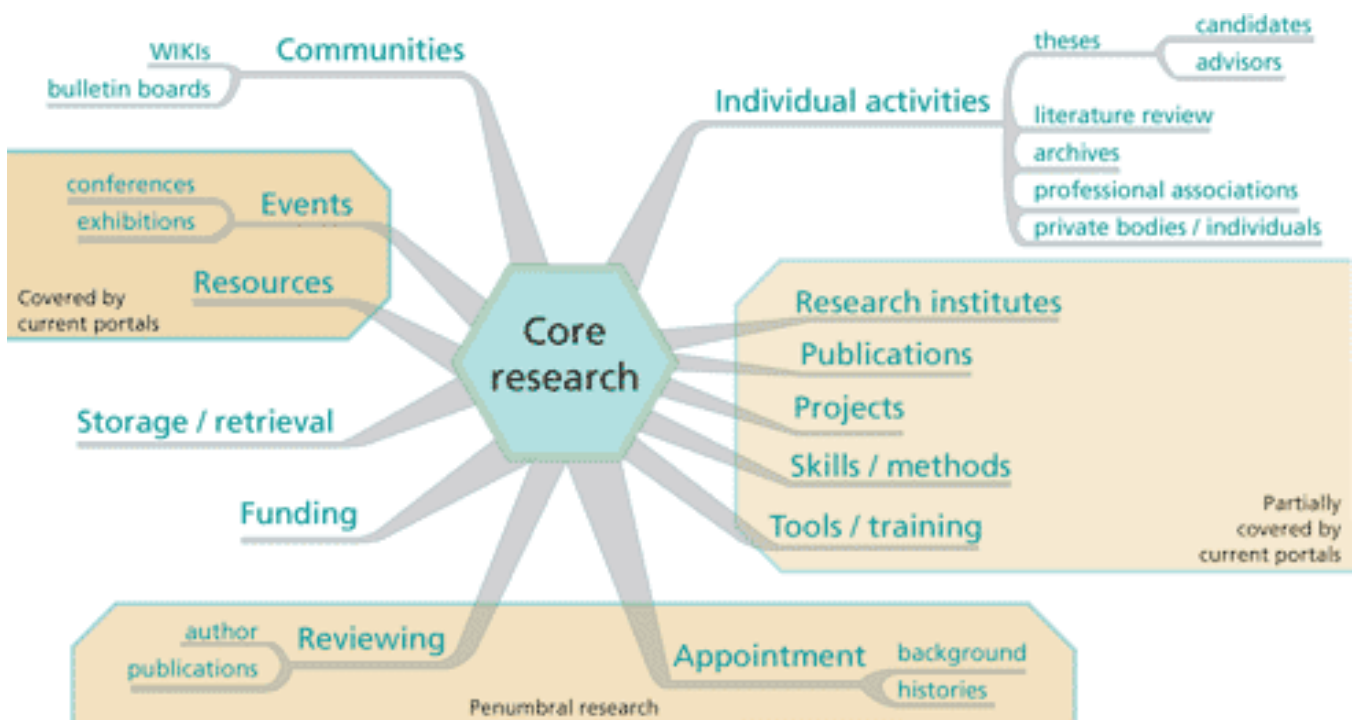 Communities
WIKIs
bulletin boards
Individual activities
theses
candidates
advisors
literature review
archives
professional associations
private bodies / individuals
Events
conferences
exhibitions
Resources
Covered by
current portals
Core
research
Research institutes
Publications
Projects
Skills / methods
Tools / training
Partially
covered by
current portals
Storage / retrieval
Funding
Reviewing
author
publications
Appointment
background
histories
Penumbral research